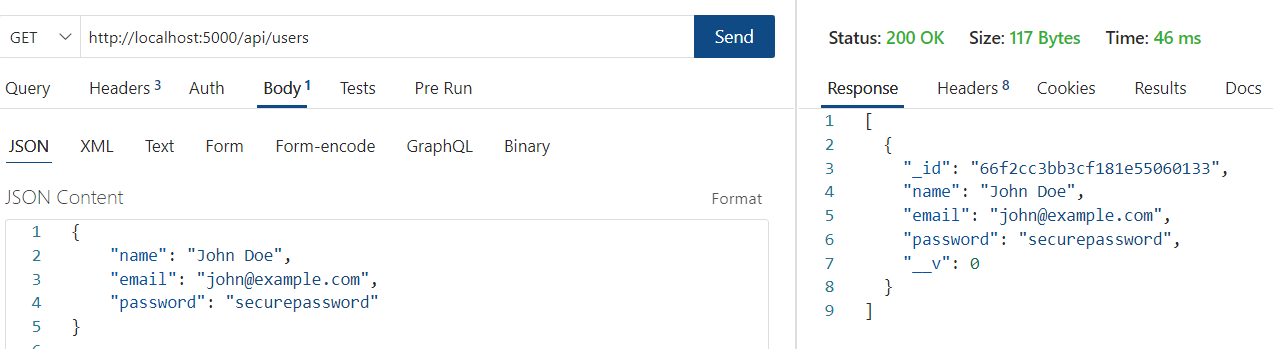 GET http://localhost:5000/api/users Send
Query Headers 3 Auth Body 1 Tests Pre Run
JSON XML Text Form Form-encode GraphQL Binary
JSON Content Format
1 {
2 "name": "John Doe",
3 "email": "john@example.com",
4 "password": "securepassword"
5 }
Status: 200 OK Size: 117 Bytes Time: 46 ms
Response Headers 8 Cookies Results Docs
1 [
2 {
3 "_id": "66f2cc3bb3cf181e55060133",
4 "name": "John Doe",
5 "email": "john@example.com",
6 "password": "securepassword",
7 "__v": 0
8 }
9 ]